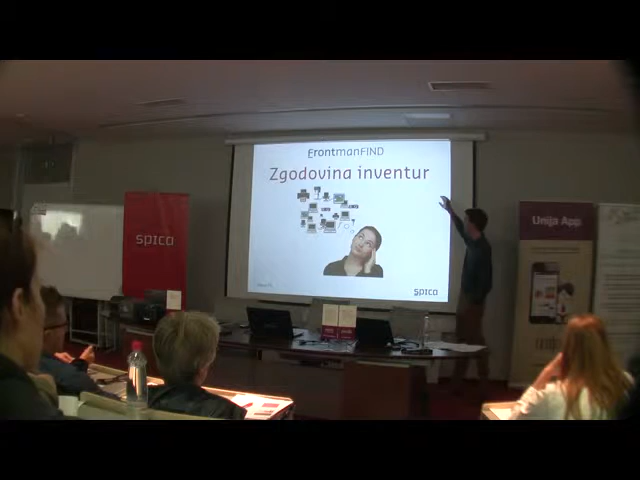 FrontmanFIND
Zgodovina inventur
spica
spica
Unija App